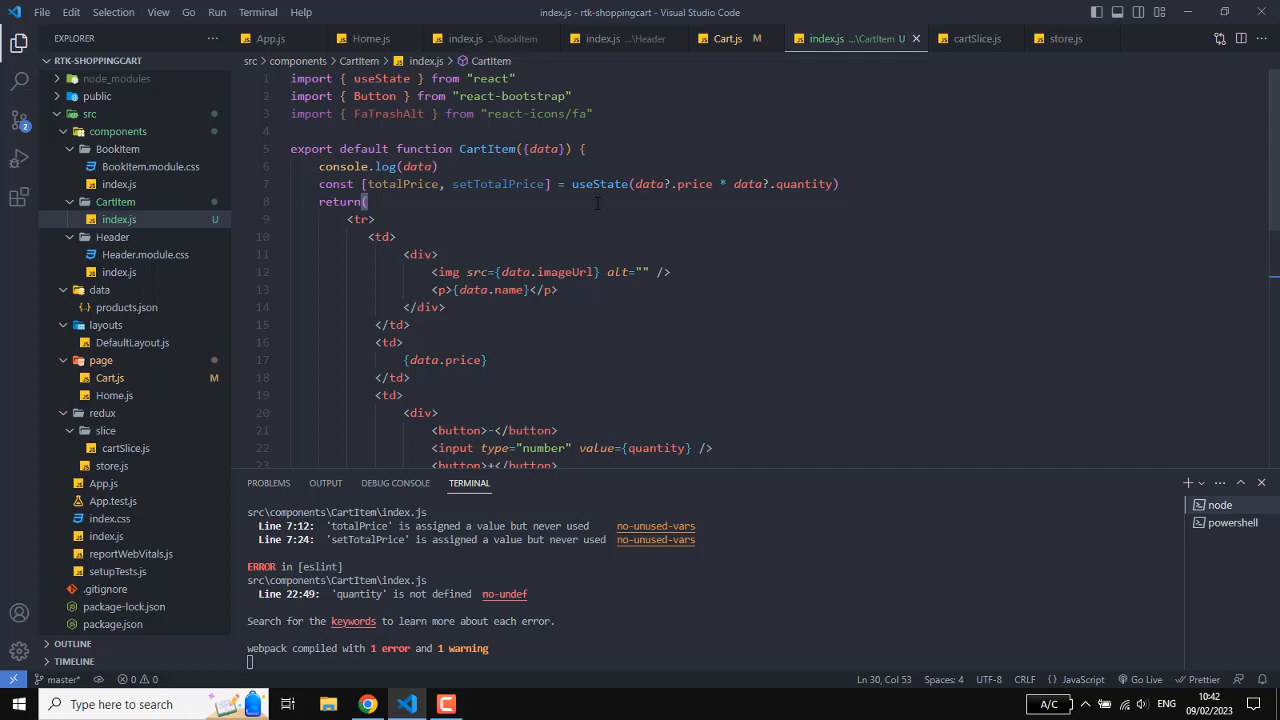 File Edit Selection View Go Run Terminal Help
index.js - rtk-shoppingcart - Visual Studio Code
EXPLORER
App.js
Home.js
index.js ...\BookItem
index.js ...\Header
Cart.js M
index.js ...\CartItem U
cartSlice.js
store.js
RTK-SHOPPINGCART
node_modules
public
src
components
BookItem
BookItem.module.css
index.js
CartItem
index.js U
Header
Header.module.css
index.js
data
products.json
layouts
DefaultLayout.js
page
Cart.js M
Home.js
redux
slice
cartSlice.js
store.js
App.js
App.test.js
index.css
index.js
reportWebVitals.js
setupTests.js
.gitignore
package-lock.json
package.json
OUTLINE
TIMELINE
2
src > components > CartItem > index.js > CartItem
1 import { useState } from "react"
2 import { Button } from "react-bootstrap"
3 import { FaTrashAlt } from "react-icons/fa"
4
5 export default function CartItem({data}) {
6 console.log(data)
7 const [totalPrice, setTotalPrice] = useState(data?.price * data?.quantity)
8 return(
9 <tr>
10 <td>
11 <div>
12 <img src={data.imageUrl} alt="" />
13 <p>{data.name}</p>
14 </div>
15 </td>
16 <td>
17 {data.price}
18 </td>
19 <td>
20 <div>
21 <button>-</button>
22 <input type="number" value={quantity} />
23 <button>+</button>
PROBLEMS OUTPUT DEBUG CONSOLE TERMINAL
src\components\CartItem\index.js
Line 7:12: 'totalPrice' is assigned a value but never used no-unused-vars
Line 7:24: 'setTotalPrice' is assigned a value but never used no-unused-vars
ERROR in [eslint]
src\components\CartItem\index.js
Line 22:49: 'quantity' is not defined no-undef
Search for the keywords to learn more about each error.
webpack compiled with 1 error and 1 warning
node
powershell
master* 0 0
Ln 30, Col 53 Spaces: 4 UTF-8 CRLF {} JavaScript Go Live Prettier
Type here to search
A/C
ENG
10:42
09/02/2023